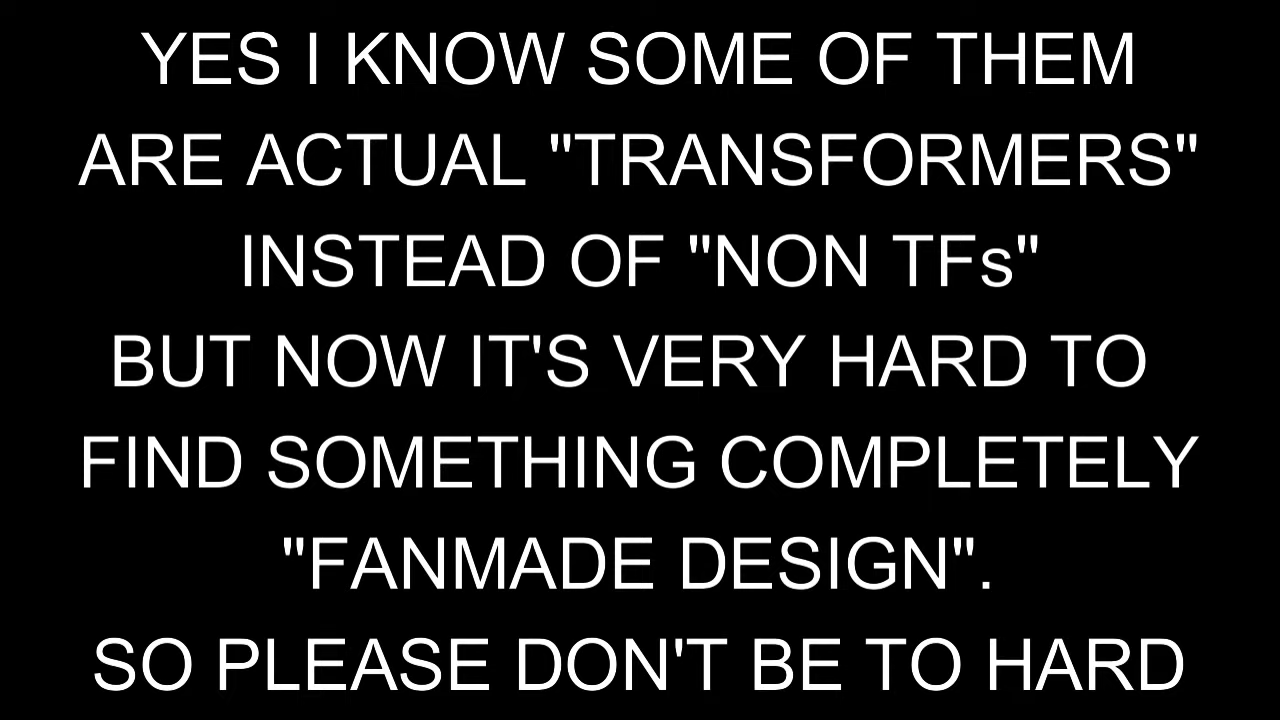 YES I KNOW SOME OF THEM
ARE ACTUAL "TRANSFORMERS"
INSTEAD OF "NON TFs"
BUT NOW IT'S VERY HARD TO
FIND SOMETHING COMPLETELY
"FANMADE DESIGN".
SO PLEASE DON'T BE TO HARD